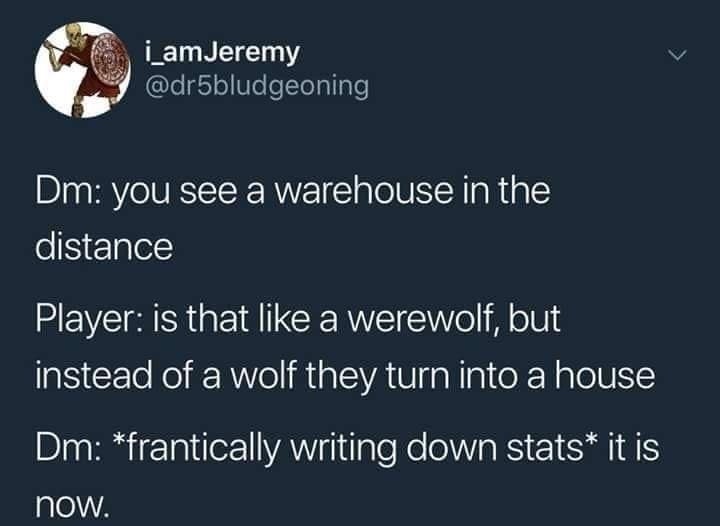 i_amJeremy
@dr5bludgeoning
Dm: you see a warehouse in the
distance
Player: is that like a werewolf, but
instead of a wolf they turn into a house
Dm: *frantically writing down stats* it is
now.